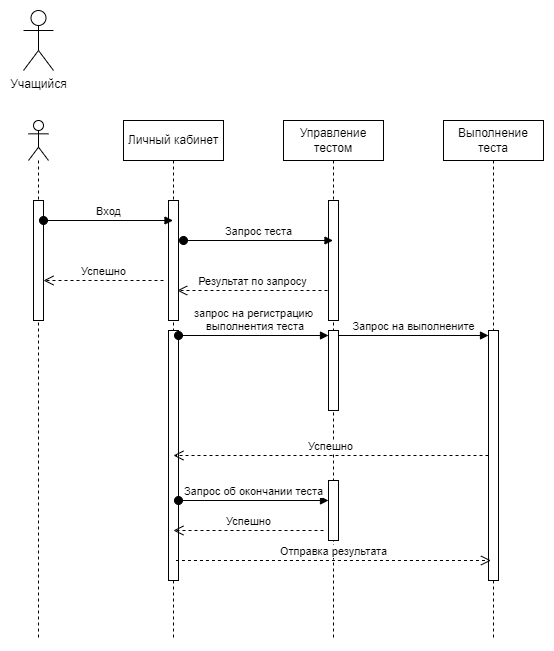 Учащийся
Личный кабинет
Управление
тестом
Выполнение
теста
Вход
Запрос теста
Успешно
Результат по запросу
запрос на регистрацию
выполнентия теста
Запрос на выполнените
Успешно
Запрос об окончании теста
Успешно
Отправка результата